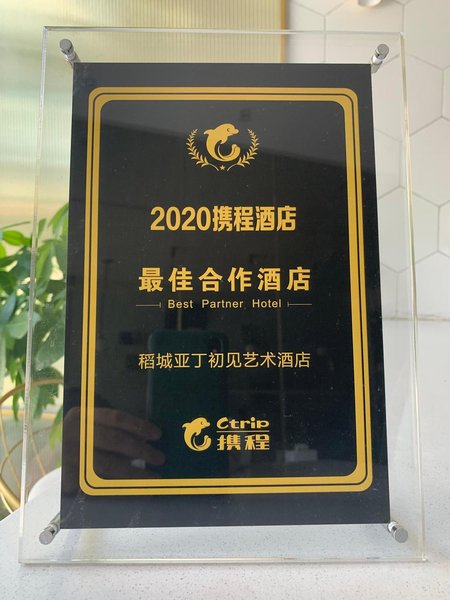 2020携程酒店
最佳合作酒店
Best Partner Hotel
稻城亚丁初见艺术酒店
Ctrip
携程